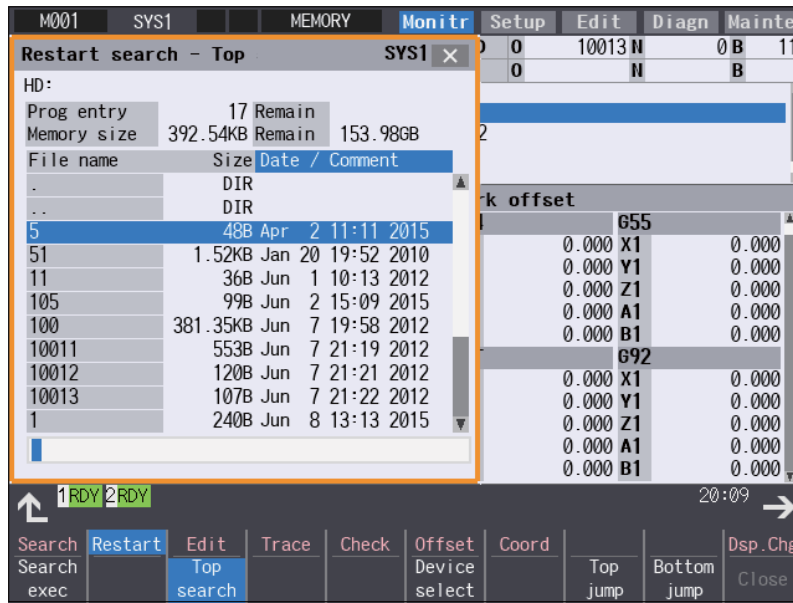 M001 SYS1 MEMORY Monitr Setup Edit Diagn Mainte
Restart search - Top SYS1 ×
O 10013 N 0 B 11
O N B
HD:
Prog entry 17 Remain
Memory size 392.54KB Remain 153.98GB
2
File name Size Date / Comment
. DIR
.. DIR
rk offset
5 48B Apr 2 11:11 2015
G55
51 1.52KB Jan 20 19:52 2010
0.000 X1 0.000
11 36B Jun 1 10:13 2012
0.000 Y1 0.000
105 99B Jun 2 15:09 2015
0.000 Z1 0.000
100 381.35KB Jun 7 19:58 2012
0.000 A1 0.000
0.000 B1 0.000
10011 553B Jun 7 21:19 2012
G92
10012 120B Jun 7 21:21 2012
0.000 X1 0.000
10013 107B Jun 7 21:22 2012
0.000 Y1 0.000
1 240B Jun 8 13:13 2015
0.000 Z1 0.000
0.000 A1 0.000
0.000 B1 0.000
1 RDY 2 RDY 20:09
Search Restart Edit Trace Check Offset Coord Dsp.Chg
Search exec
Top search
Device select
Top jump
Bottom jump
Close